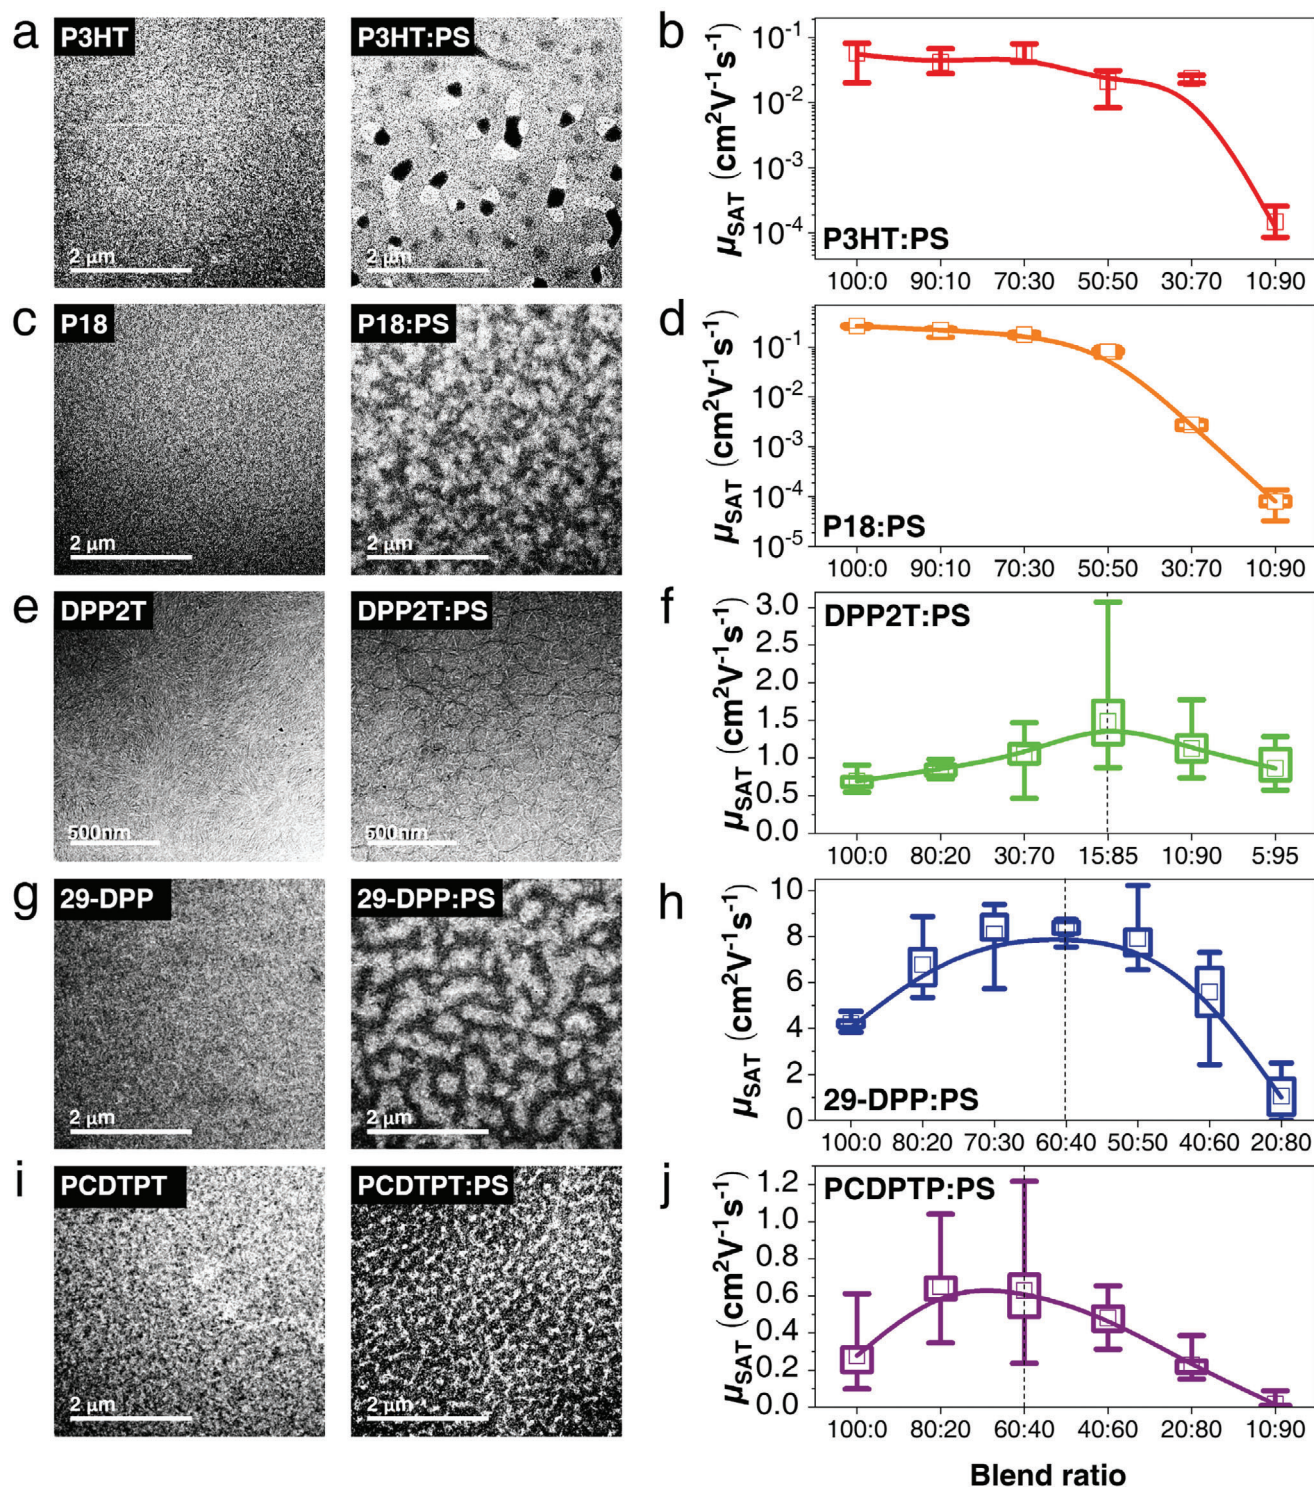 a
P3HT
2 µm
P3HT:PS
2 µm
b
µSAT (cm²V⁻¹s⁻¹)
10⁻¹
10⁻²
10⁻³
10⁻⁴
P3HT:PS
100:0 90:10 70:30 50:50 30:70 10:90
c
P18
2 µm
P18:PS
2 µm
d
µSAT (cm²V⁻¹s⁻¹)
10⁻¹
10⁻²
10⁻³
10⁻⁴
10⁻⁵
P18:PS
100:0 90:10 70:30 50:50 30:70 10:90
e
DPP2T
500nm
DPP2T:PS
500nm
f
µSAT (cm²V⁻¹s⁻¹)
DPP2T:PS
3.0
2.5
2.0
1.5
1.0
0.5
0.0
100:0 80:20 30:70 15:85 10:90 5:95
g
29-DPP
2 µm
29-DPP:PS
2 µm
h
µSAT (cm²V⁻¹s⁻¹)
10
8
6
4
2
0
29-DPP:PS
100:0 80:20 70:30 60:40 50:50 40:60 20:80
i
PCDTPT
2 µm
PCDTPT:PS
2 µm
j
µSAT (cm²V⁻¹s⁻¹)
PCDPTP:PS
1.2
1.0
0.8
0.6
0.4
0.2
0.0
100:0 80:20 60:40 40:60 20:80 10:90
Blend ratio